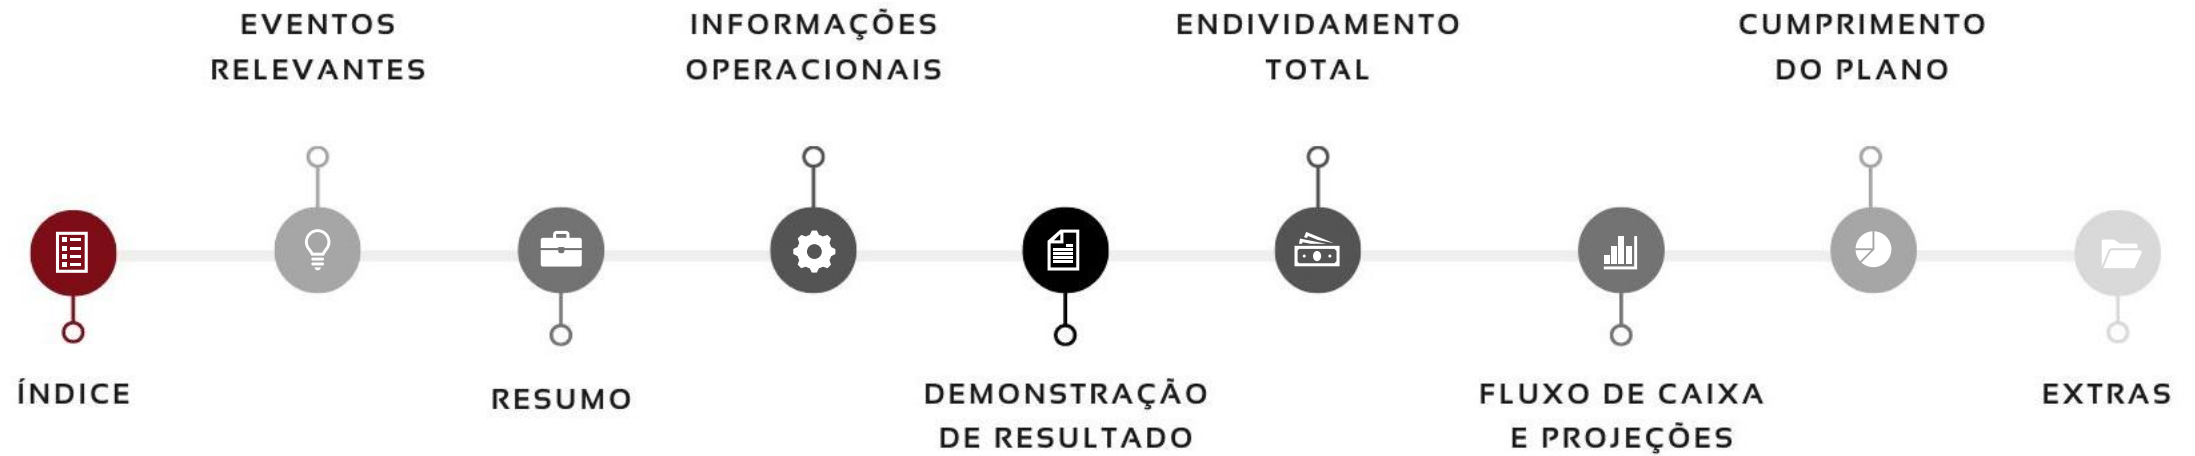 ÍNDICE
EVENTOS
RELEVANTES
RESUMO
INFORMAÇÕES
OPERACIONAIS
DEMONSTRAÇÃO
DE RESULTADO
ENDIVIDAMENTO
TOTAL
FLUXO DE CAIXA
E PROJEÇÕES
CUMPRIMENTO
DO PLANO
EXTRAS